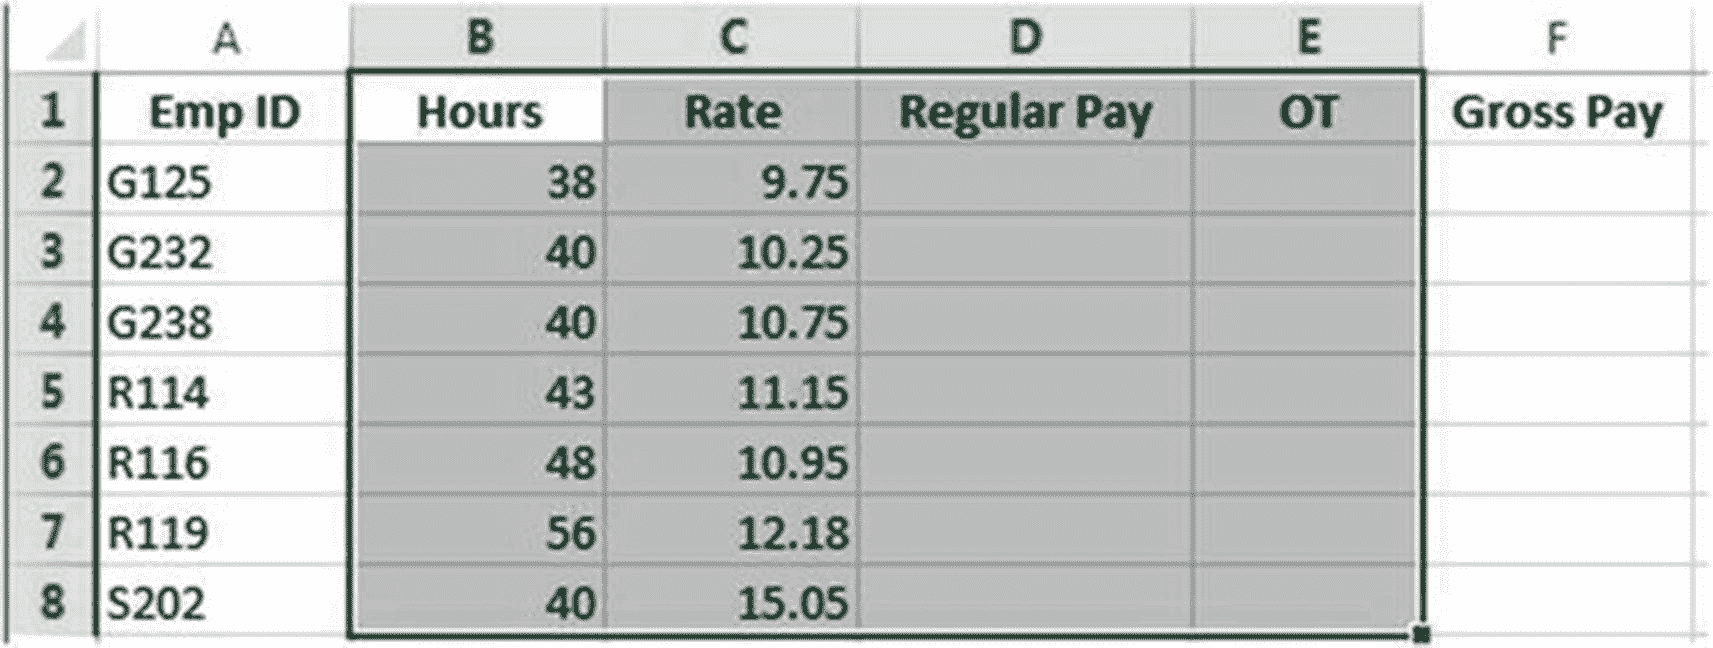 A B C D E F
1 Emp ID Hours Rate Regular Pay OT Gross Pay
2 G125 38 9.75
3 G232 40 10.25
4 G238 40 10.75
5 R114 43 11.15
6 R116 48 10.95
7 R119 56 12.18
8 S202 40 15.05